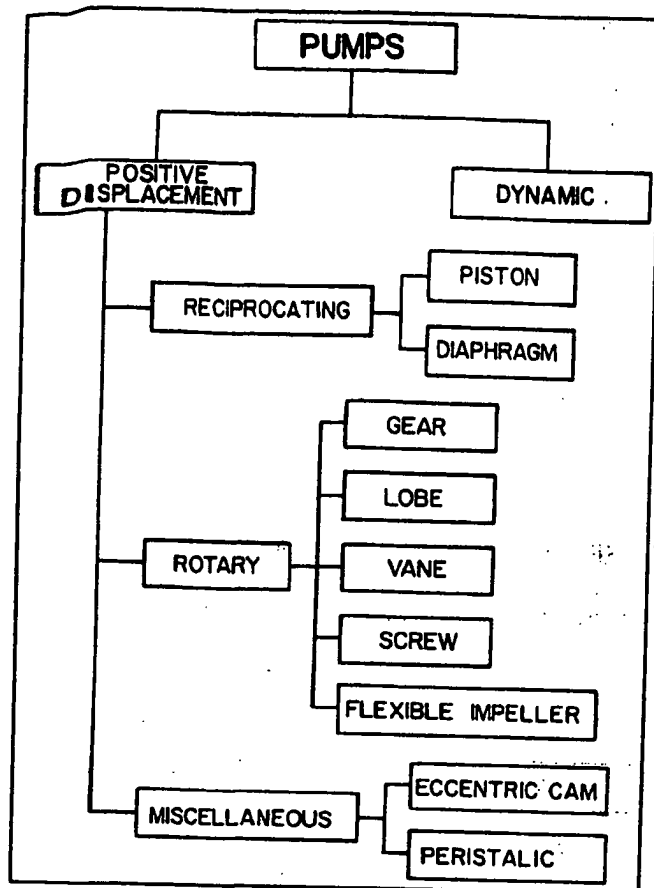 PUMPS
POSITIVE
DISPLACEMENT
DYNAMIC
RECIPROCATING
PISTON
DIAPHRAGM
ROTARY
GEAR
LOBE
VANE
SCREW
FLEXIBLE IMPELLER
MISCELLANEOUS
ECCENTRIC CAM
PERISTALIC